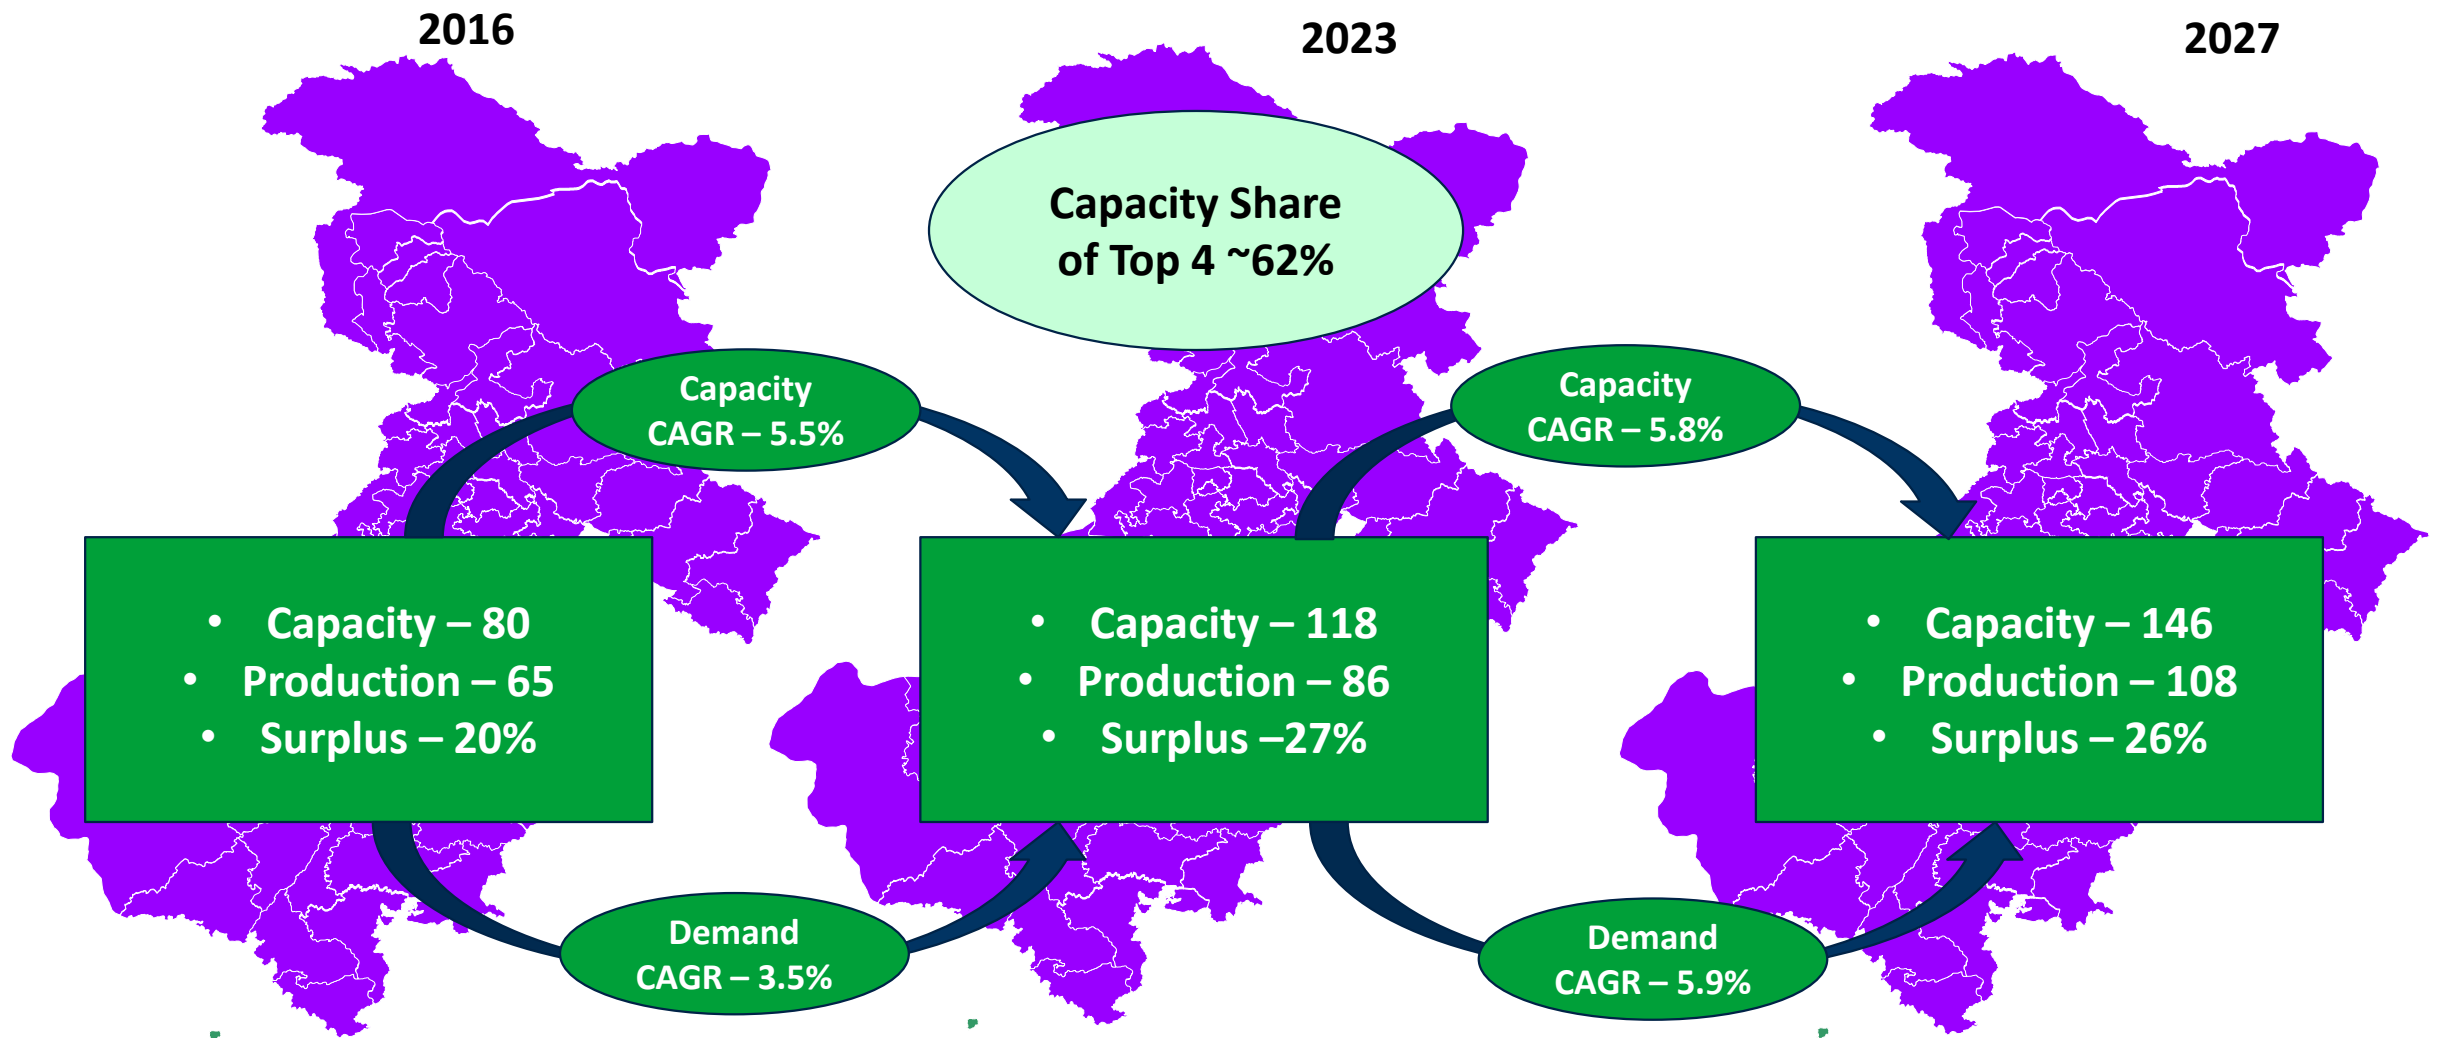 2016
2023
2027
Capacity Share
of Top 4 ~62%
Capacity
CAGR – 5.5%
Capacity
CAGR – 5.8%
• Capacity – 80
• Production – 65
• Surplus – 20%
• Capacity – 118
• Production – 86
• Surplus –27%
• Capacity – 146
• Production – 108
• Surplus – 26%
Demand
CAGR – 3.5%
Demand
CAGR – 5.9%